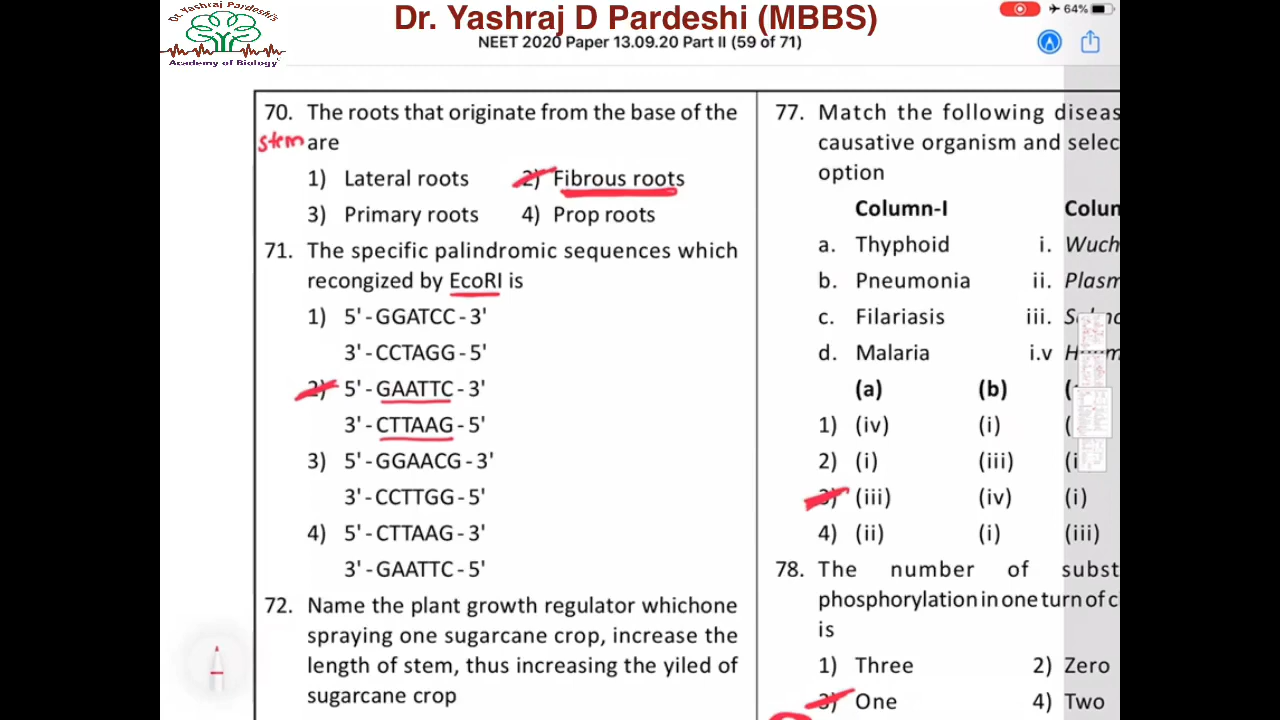 Dr. Yashraj Pardeshi's
Academy of Biology
Dr. Yashraj D Pardeshi (MBBS)
NEET 2020 Paper 13.09.20 Part II (59 of 71)
64%
70. The roots that originate from the base of the
stem are
1) Lateral roots 2) Fibrous roots
3) Primary roots 4) Prop roots
71. The specific palindromic sequences which
recongized by EcoRI is
1) 5'-GGATCC-3'
3'-CCTAGG-5'
2) 5'-GAATTC-3'
3'-CTTAAG-5'
3) 5'-GGAACG-3'
3'-CCTTGG-5'
4) 5'-CTTAAG-3'
3'-GAATTC-5'
72. Name the plant growth regulator whichone
spraying one sugarcane crop, increase the
length of stem, thus increasing the yiled of
sugarcane crop
77. Match the following diseas
causative organism and selec
option
Column-I Colun
a. Thyphoid i. Wuch
b. Pneumonia ii. Plasm
c. Filariasis iii.
d. Malaria i.v
(a) (b) (
1) (iv) (i) (
2) (i) (iii) (i
3) (iii) (iv) (i)
4) (ii) (i) (iii)
78. The number of subst
phosphorylation in one turn of c
is
1) Three 2) Zero
3) One 4) Two